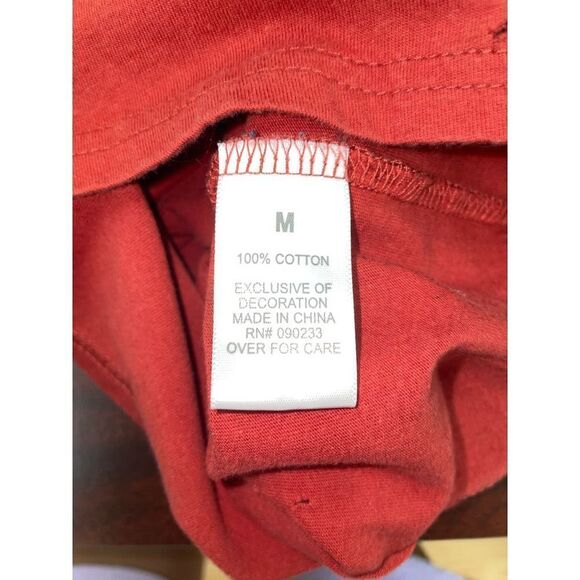 M
100% COTTON
EXCLUSIVE OF
DECORATION
MADE IN CHINA
RN# 090233
OVER FOR CARE